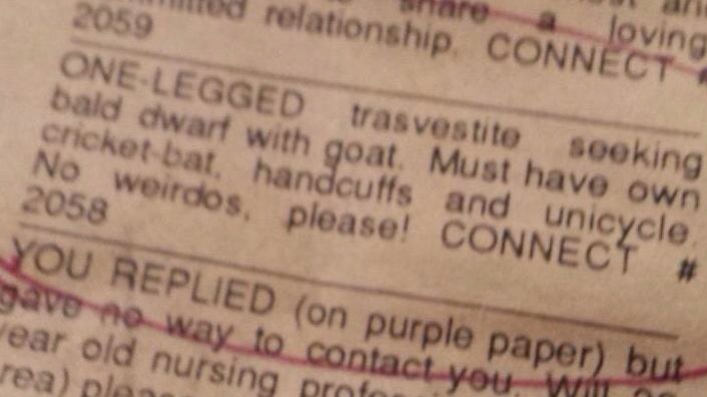 share a loving
relationship. CONNECT #
2059
ONE-LEGGED trasvestite seeking
bald dwarf with goat. Must have own
cricket-bat, handcuffs and unicycle.
No weirdos, please! CONNECT #
2058
YOU REPLIED (on purple paper) but
gave no way to contact you. Will
year old nursing